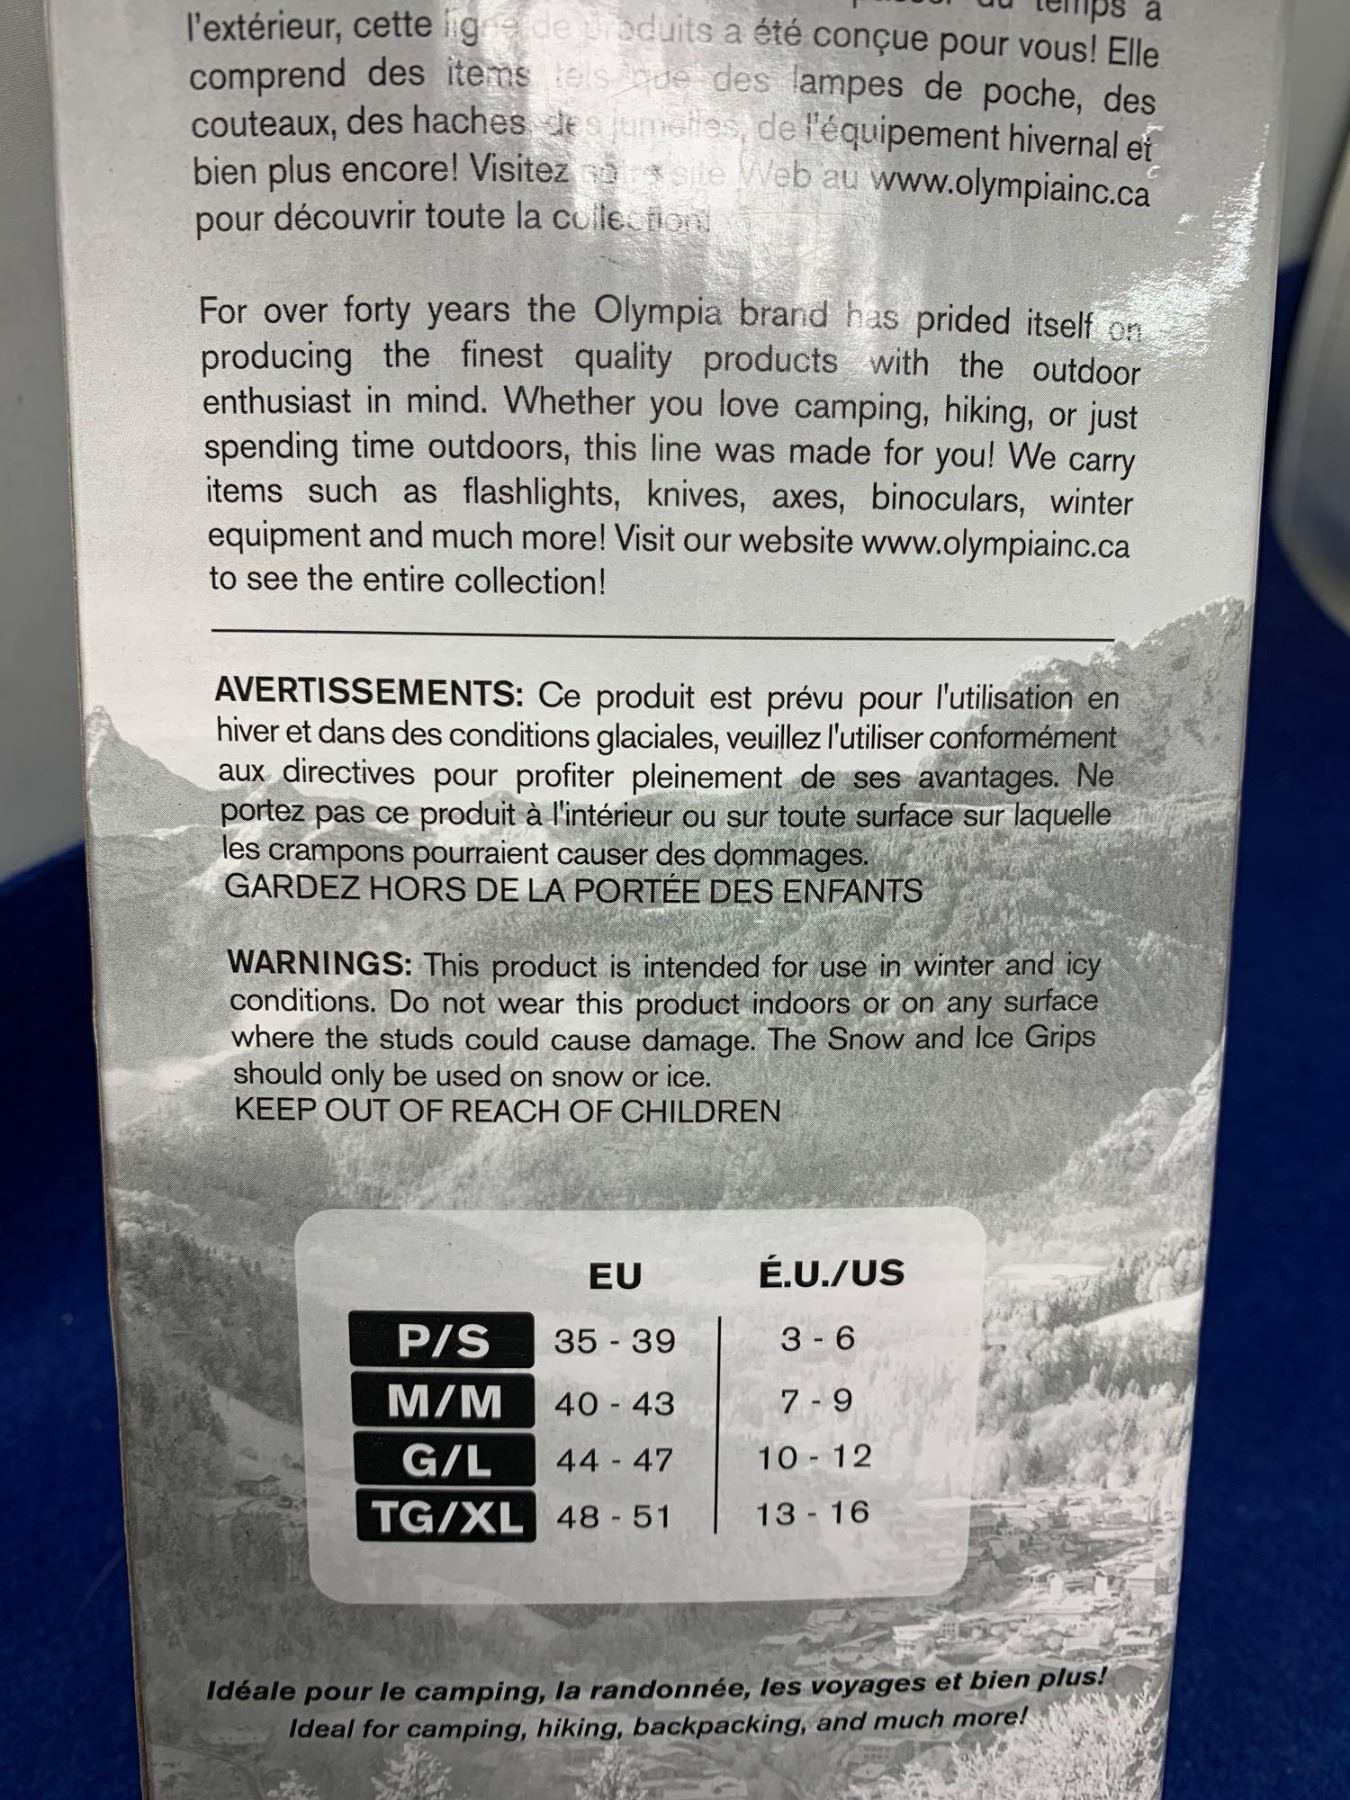 du temps à
l'extérieur, cette ligne de produits a été conçue pour vous! Elle
comprend des items tels que des lampes de poche, des
couteaux, des haches, des jumelles, de l'équipement hivernal et
bien plus encore! Visitez notre site Web au www.olympiainc.ca
pour découvrir toute la collection!
For over forty years the Olympia brand has prided itself on
producing the finest quality products with the outdoor
enthusiast in mind. Whether you love camping, hiking, or just
spending time outdoors, this line was made for you! We carry
items such as flashlights, knives, axes, binoculars, winter
equipment and much more! Visit our website www.olympiainc.ca
to see the entire collection!
AVERTISSEMENTS: Ce produit est prévu pour l'utilisation en
hiver et dans des conditions glaciales, veuillez l'utiliser conformément
aux directives pour profiter pleinement de ses avantages. Ne
portez pas ce produit à l'intérieur ou sur toute surface sur laquelle
les crampons pourraient causer des dommages.
GARDEZ HORS DE LA PORTÉE DES ENFANTS
WARNINGS: This product is intended for use in winter and icy
conditions. Do not wear this product indoors or on any surface
where the studs could cause damage. The Snow and Ice Grips
should only be used on snow or ice.
KEEP OUT OF REACH OF CHILDREN
EU É.U./US
P/S 35 - 39 3 - 6
M/M 40 - 43 7 - 9
G/L 44 - 47 10 - 12
TG/XL 48 - 51 13 - 16
Idéale pour le camping, la randonnée, les voyages et bien plus!
Ideal for camping, hiking, backpacking, and much more!